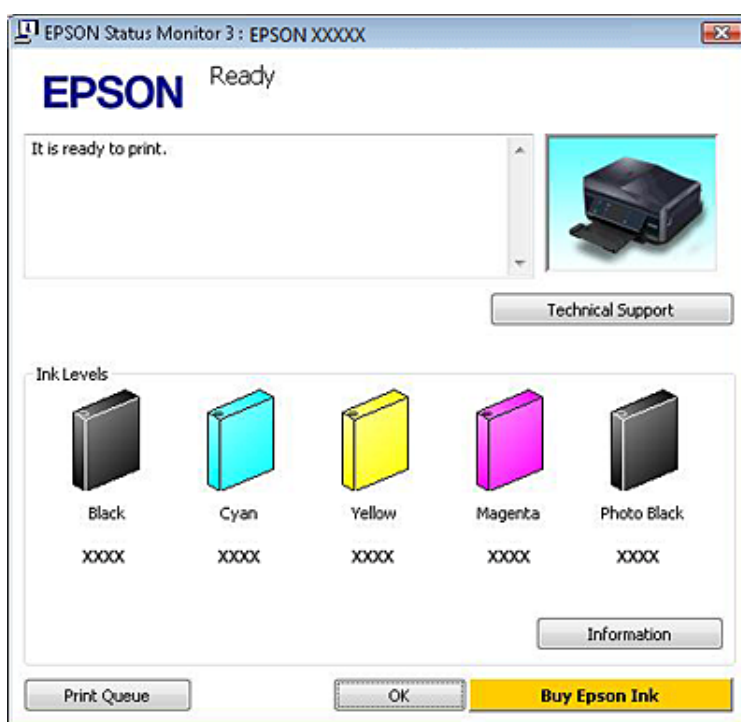 EPSON Status Monitor 3 : EPSON XXXXX
EPSON
Ready
It is ready to print.
Technical Support
Ink Levels
Black Cyan Yellow Magenta Photo Black
XXXX XXXX XXXX XXXX XXXX
Information
Print Queue OK Buy Epson Ink